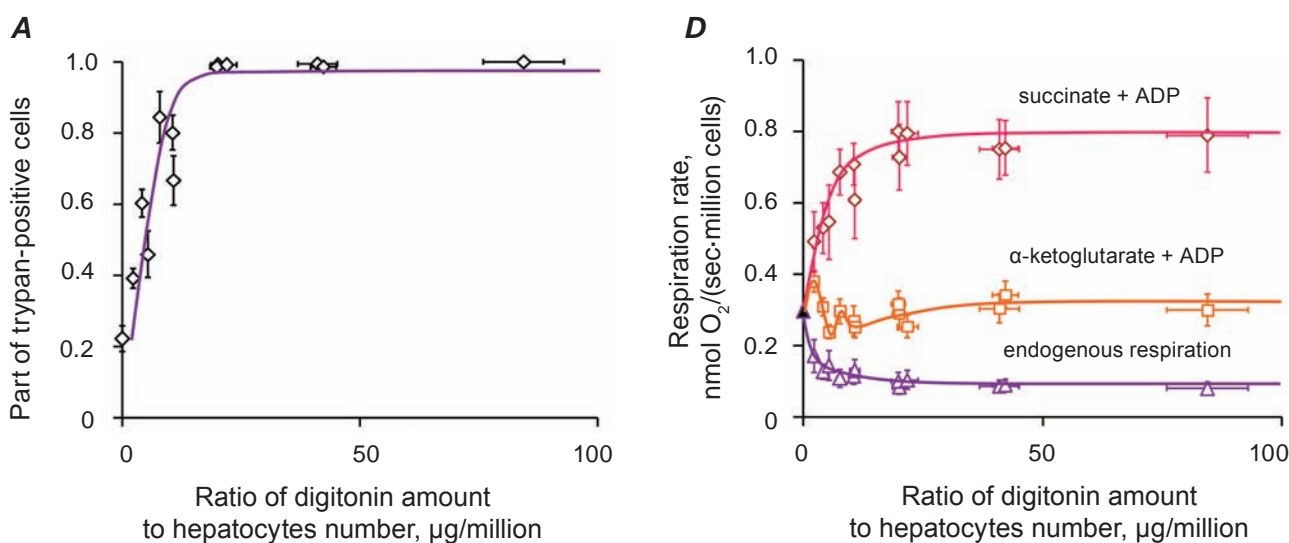 A
Part of trypan-positive cells
1.0
0.8
0.6
0.4
0.2
0
0
50
100
Ratio of digitonin amount
to hepatocytes number, µg/million
D
Respiration rate,
nmol O₂/(sec·million cells)
1.0
0.8
0.6
0.4
0.2
0
succinate + ADP
α-ketoglutarate + ADP
endogenous respiration
0
50
100
Ratio of digitonin amount
to hepatocytes number, µg/million